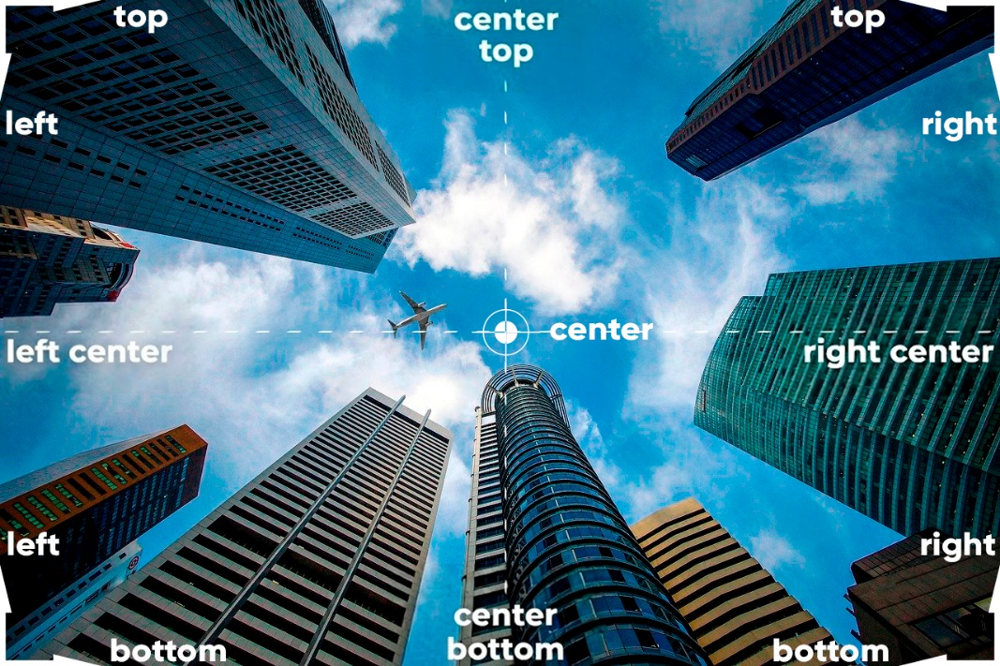 top
center
top
top
left
right
center
left center
right center
left
right
center
bottom
bottom
bottom